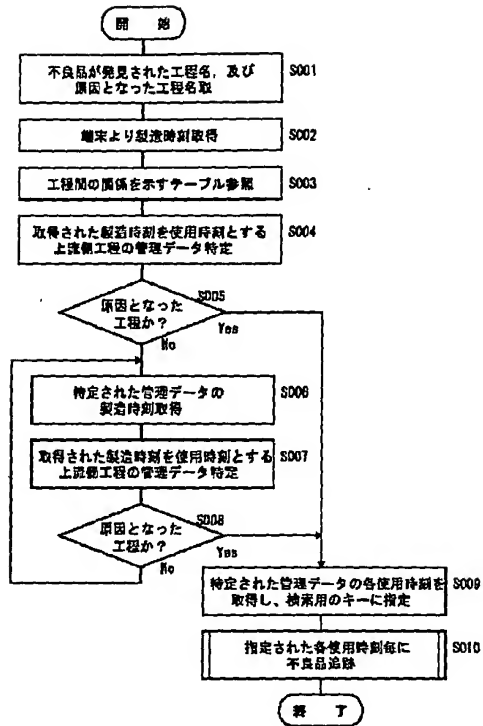 開 始
不良品が発見された工程名、及び
原因となった工程名取
S001
端末より製造時刻取得
S002
工程間の関係を示すテーブル参照
S003
取得された製造時刻を使用時刻とする
上流側工程の管理データ特定
S004
原因となった
工程か?
S005
Yes
No
特定された管理データの
製造時刻取得
S006
取得された製造時刻を使用時刻とする
上流側工程の管理データ特定
S007
原因となった
工程か?
S008
Yes
No
特定された管理データの各使用時刻を
取得し、検索用のキーに指定
S009
指定された各使用時刻毎に
不良品追跡
S010
終 了